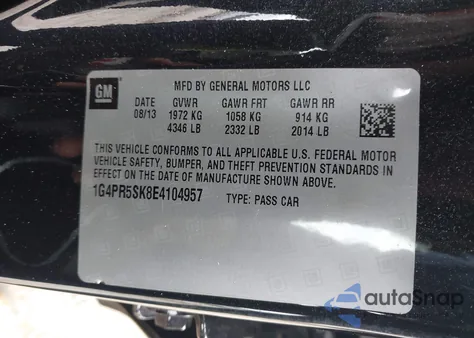 GM
MFD BY GENERAL MOTORS LLC
DATE GVWR GAWR FRT GAWR RR
08/13 1972 KG 1058 KG 914 KG
4346 LB 2332 LB 2014 LB
THIS VEHICLE CONFORMS TO ALL APPLICABLE U.S. FEDERAL MOTOR
VEHICLE SAFETY, BUMPER, AND THEFT PREVENTION STANDARDS
IN EFFECT ON THE DATE OF MANUFACTURE SHOWN ABOVE.
1G4PR5SK8E4104957 TYPE: PASS CAR
autoSnap